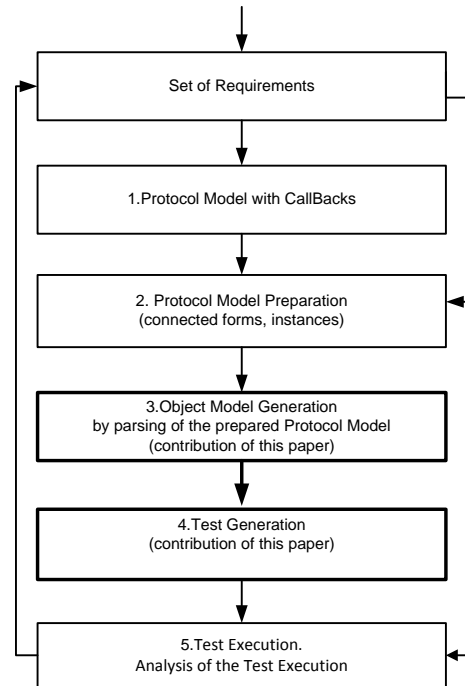 Set of Requirements
1.Protocol Model with CallBacks
2. Protocol Model Preparation
(connected forms, instances)
3.Object Model Generation
by parsing of the prepared Protocol Model
(contribution of this paper)
4.Test Generation
(contribution of this paper)
5.Test Execution.
Analysis of the Test Execution